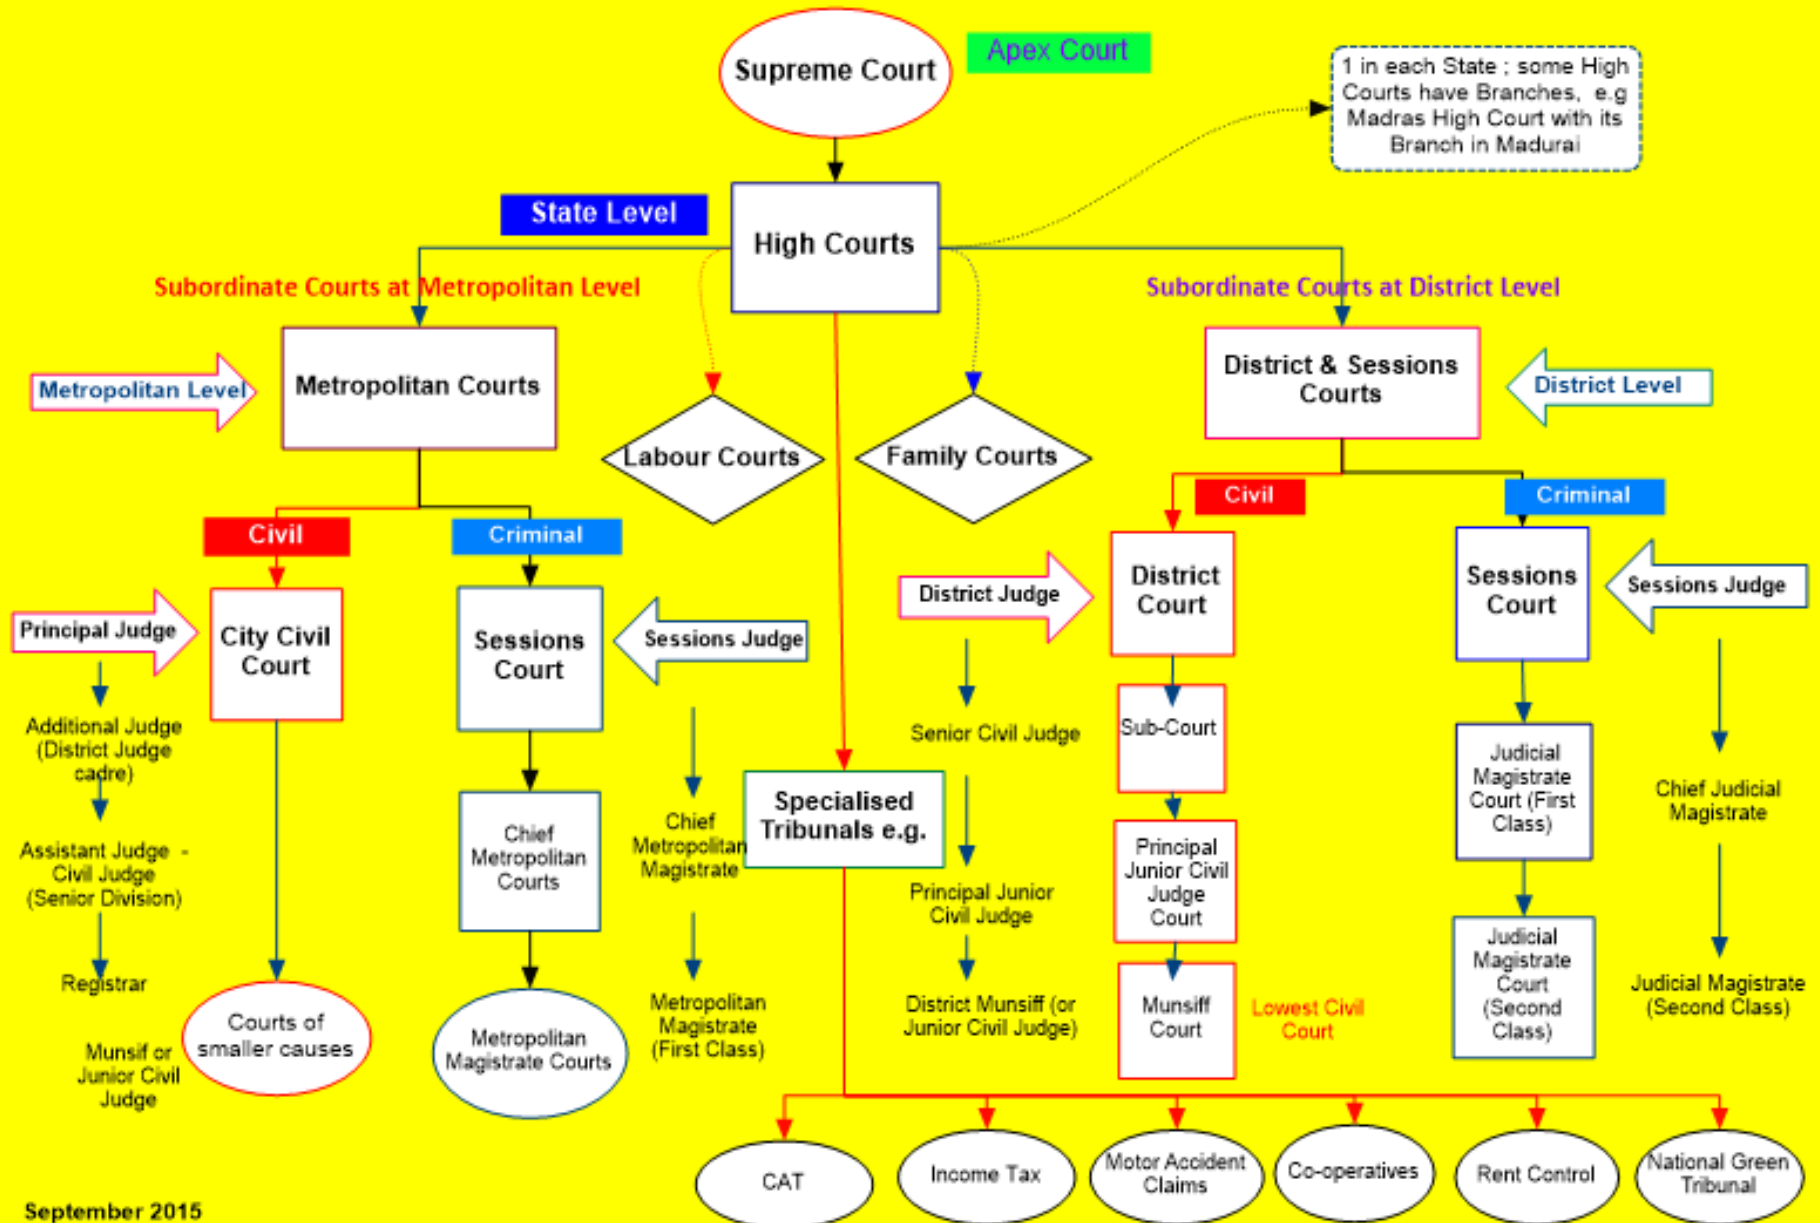 Supreme Court
Apex Court
1 in each State ; some High
Courts have Branches, e.g
Madras High Court with its
Branch in Madurai
State Level
High Courts
Subordinate Courts at Metropolitan Level
Subordinate Courts at District Level
Metropolitan Level
Metropolitan Courts
Labour Courts
Family Courts
District & Sessions
Courts
District Level
Civil
Criminal
Civil
Criminal
Principal Judge
City Civil
Court
Sessions
Court
Sessions Judge
District Judge
District
Court
Sessions
Court
Sessions Judge
Additional Judge
(District Judge
cadre)
Assistant Judge -
Civil Judge
(Senior Division)
Registrar
Munsif or
Junior Civil
Judge
Courts of
smaller causes
Chief
Metropolitan
Courts
Metropolitan
Magistrate Courts
Chief
Metropolitan
Magistrate
Metropolitan
Magistrate
(First Class)
Specialised
Tribunals e.g.
Senior Civil Judge
Principal Junior
Civil Judge
District Munsiff (or
Junior Civil Judge)
Sub-Court
Principal
Junior Civil
Judge
Court
Munsiff
Court
Lowest Civil
Court
Judicial
Magistrate
Court (First
Class)
Judicial
Magistrate
Court
(Second
Class)
Chief Judicial
Magistrate
Judicial Magistrate
(Second Class)
CAT
Income Tax
Motor Accident
Claims
Co-operatives
Rent Control
National Green
Tribunal
September 2015